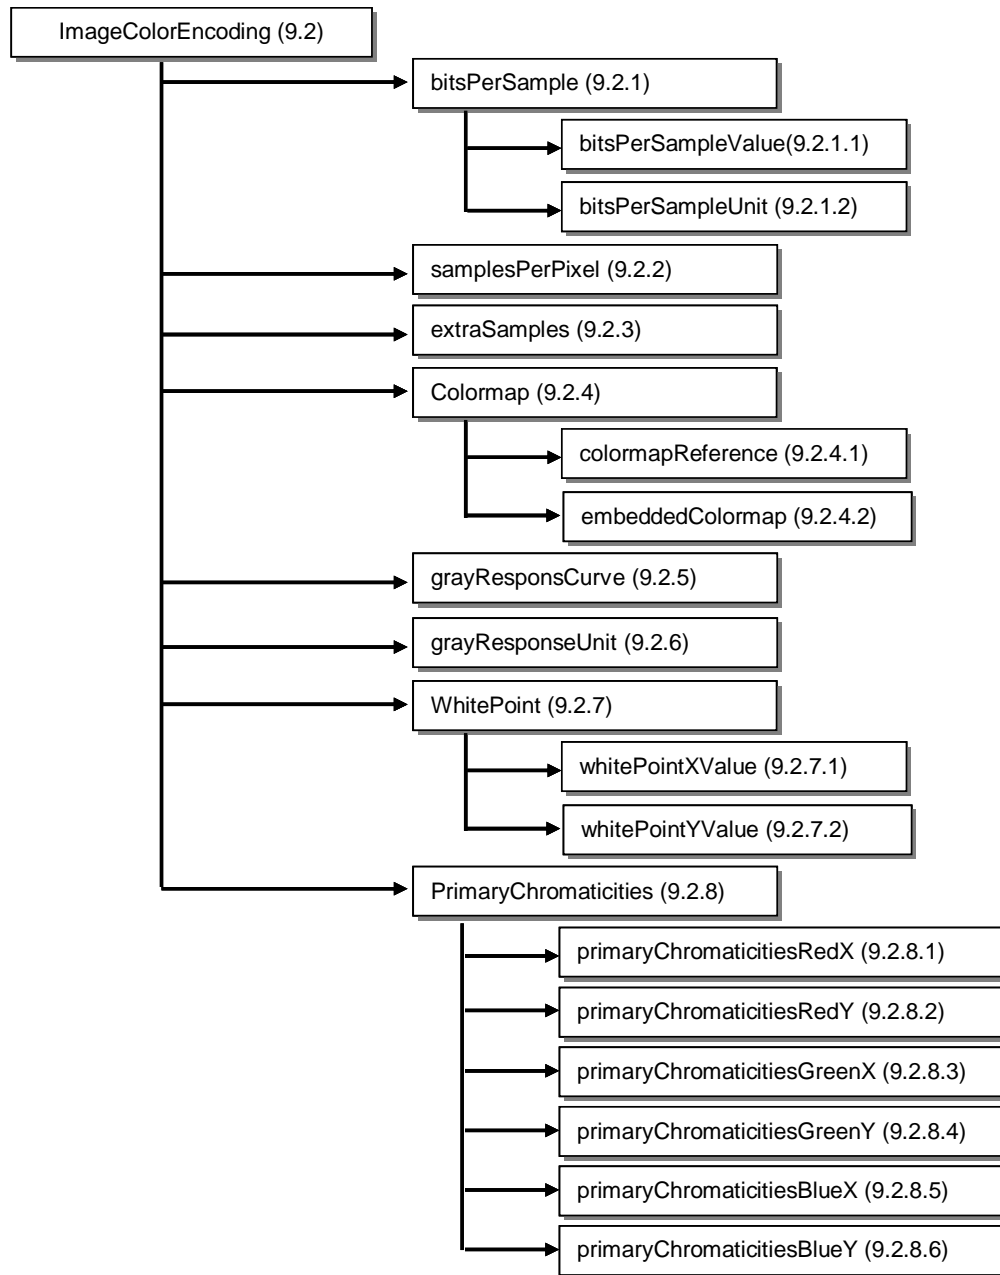 ImageColorEncoding (9.2)
bitsPerSample (9.2.1)
bitsPerSampleValue(9.2.1.1)
bitsPerSampleUnit (9.2.1.2)
samplesPerPixel (9.2.2)
extraSamples (9.2.3)
Colormap (9.2.4)
colormapReference (9.2.4.1)
embeddedColormap (9.2.4.2)
grayResponsCurve (9.2.5)
grayResponseUnit (9.2.6)
WhitePoint (9.2.7)
whitePointXValue (9.2.7.1)
whitePointYValue (9.2.7.2)
PrimaryChromaticities (9.2.8)
primaryChromaticitiesRedX (9.2.8.1)
primaryChromaticitiesRedY (9.2.8.2)
primaryChromaticitiesGreenX (9.2.8.3)
primaryChromaticitiesGreenY (9.2.8.4)
primaryChromaticitiesBlueX (9.2.8.5)
primaryChromaticitiesBlueY (9.2.8.6)